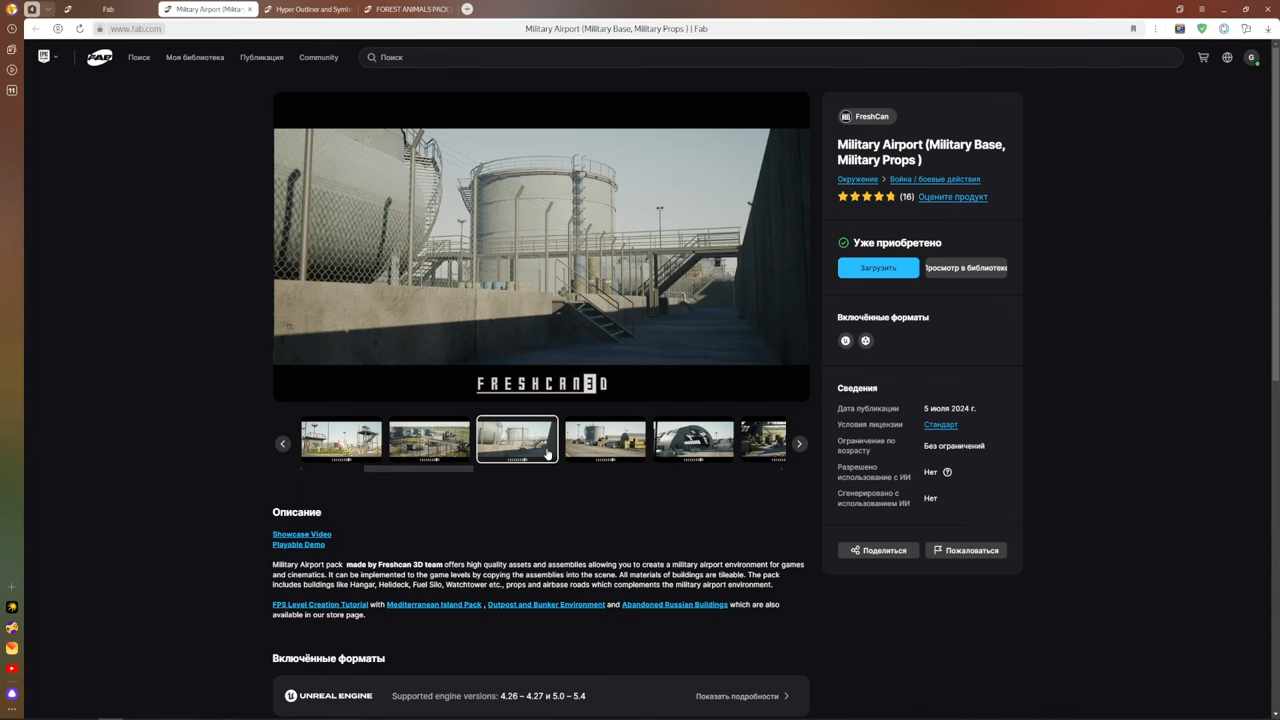 4
Fab
Military Airport (Military
Hyper Outliner and Symb
FOREST ANIMALS PACK
www.fab.com
Military Airport (Military Base, Military Props ) | Fab
11
FAB
Поиск
Моя библиотека
Публикация
Community
Поиск
G
FRESHCAN3D
FreshCan
Military Airport (Military Base,
Military Props )
Окружение > Война / боевые действия
(16) Оцените продукт
Уже приобретено
Загрузить
Просмотр в библиотеке
Включённые форматы
Сведения
Дата публикации
5 июля 2024 г.
Условия лицензии
Стандарт
Ограничение по
возрасту
Без ограничений
Разрешено
использование с ИИ
Нет
Сгенерировано с
использованием ИИ
Нет
Поделиться
Пожаловаться
Описание
Showcase Video
Playable Demo
Military Airport pack made by Freshcan 3D team offers high quality assets and assemblies allowing you to create a military airport environment for games
and cinematics. It can be implemented to the game levels by copying the assemblies into the scene. All materials of buildings are tileable. The pack
includes buildings like Hangar, Helidock, Fuel Silo, Watchtower etc., props and airbase roads which complements the military airport environment.
FPS Level Creation Tutorial with Mediterranean Island Pack , Outpost and Bunker Environment and Abandoned Russian Buildings which are also
available in our store page.
Включённые форматы
UNREAL ENGINE
Supported engine versions: 4.26 – 4.27 и 5.0 – 5.4
Показать подробности